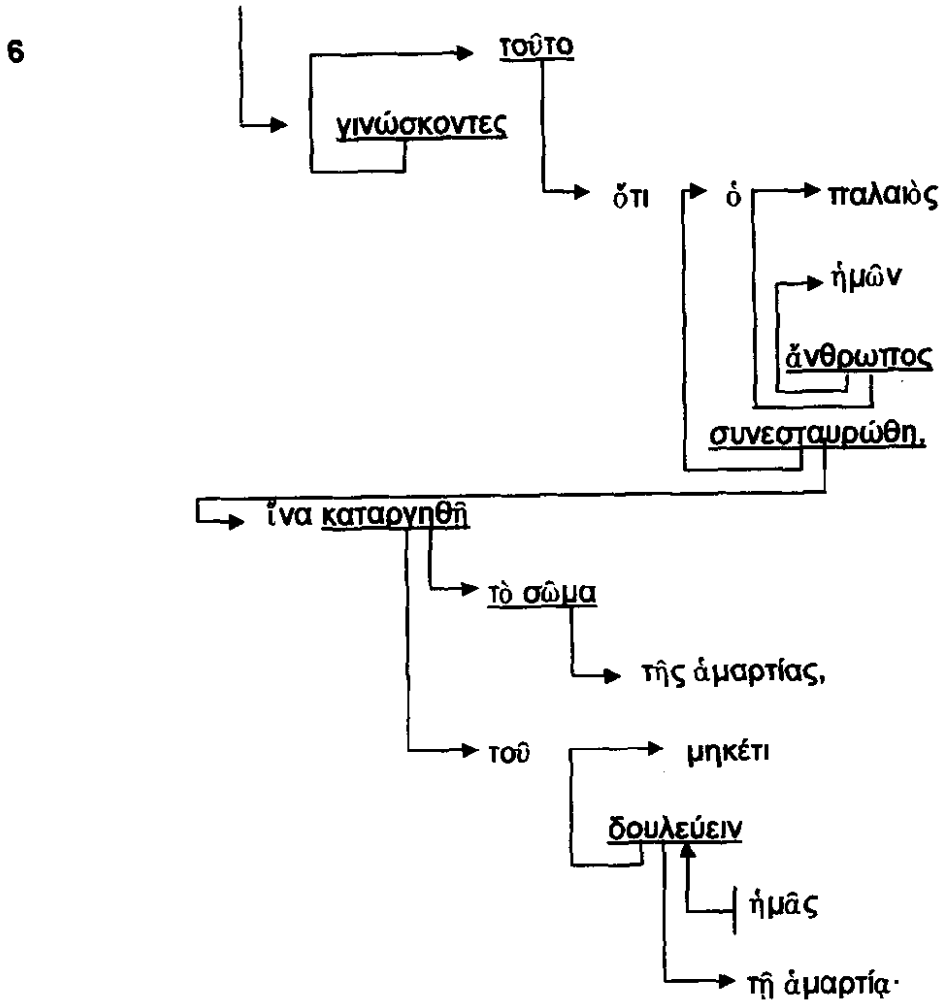 6
τοῦτο
γινώσκοντες
ὅτι ὁ παλαιὸς
ἡμῶν
ἄνθρωπος
συνεσταυρώθη,
ἵνα καταργηθῇ
τὸ σῶμα
τῆς ἁμαρτίας,
τοῦ μηκέτι
δουλεύειν
ἡμᾶς
τῇ ἁμαρτίᾳ·